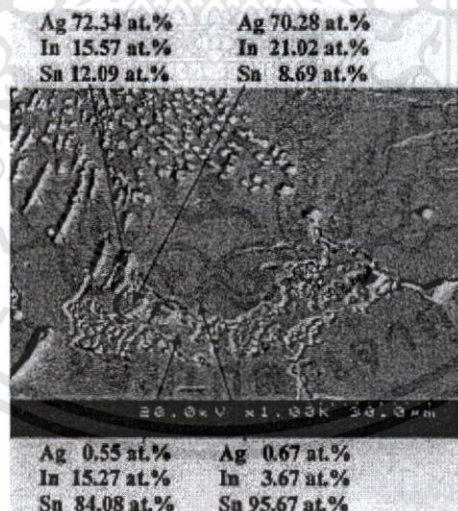 Ag 72.34 at.% Ag 70.28 at.%
In 15.57 at.% In 21.02 at.%
Sn 12.09 at.% Sn 8.69 at.%
20.0kV x1.00K 30.0µm
Ag 0.55 at.% Ag 0.67 at.%
In 15.27 at.% In 3.67 at.%
Sn 84.08 at.% Sn 95.67 at.%